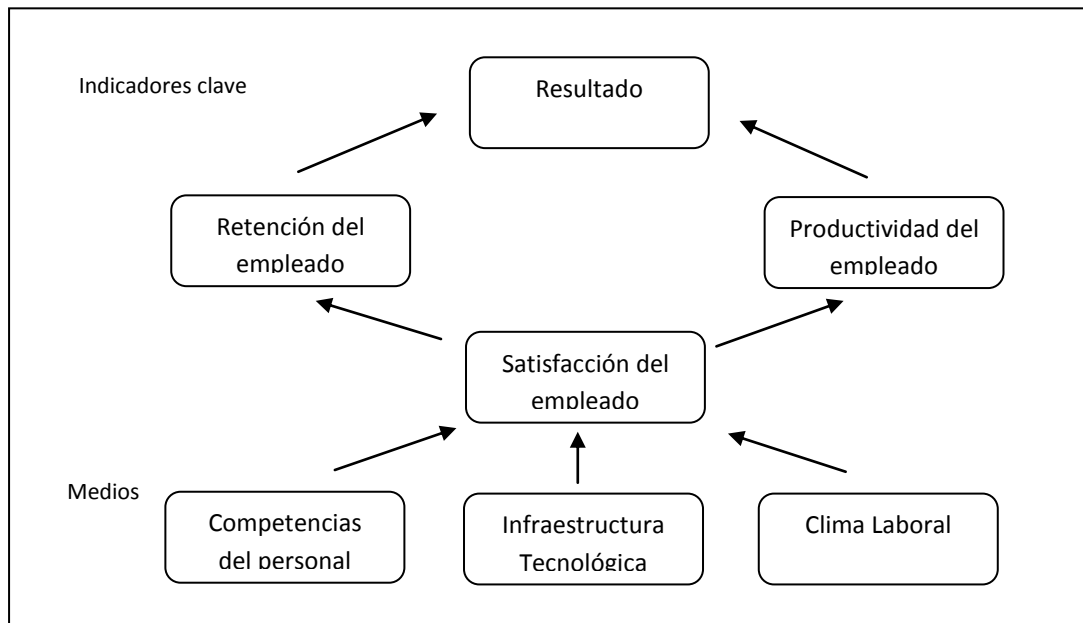 Indicadores clave
Resultado
Retención del
empleado
Productividad del
empleado
Satisfacción del
empleado
Medios
Competencias
del personal
Infraestructura
Tecnológica
Clima Laboral